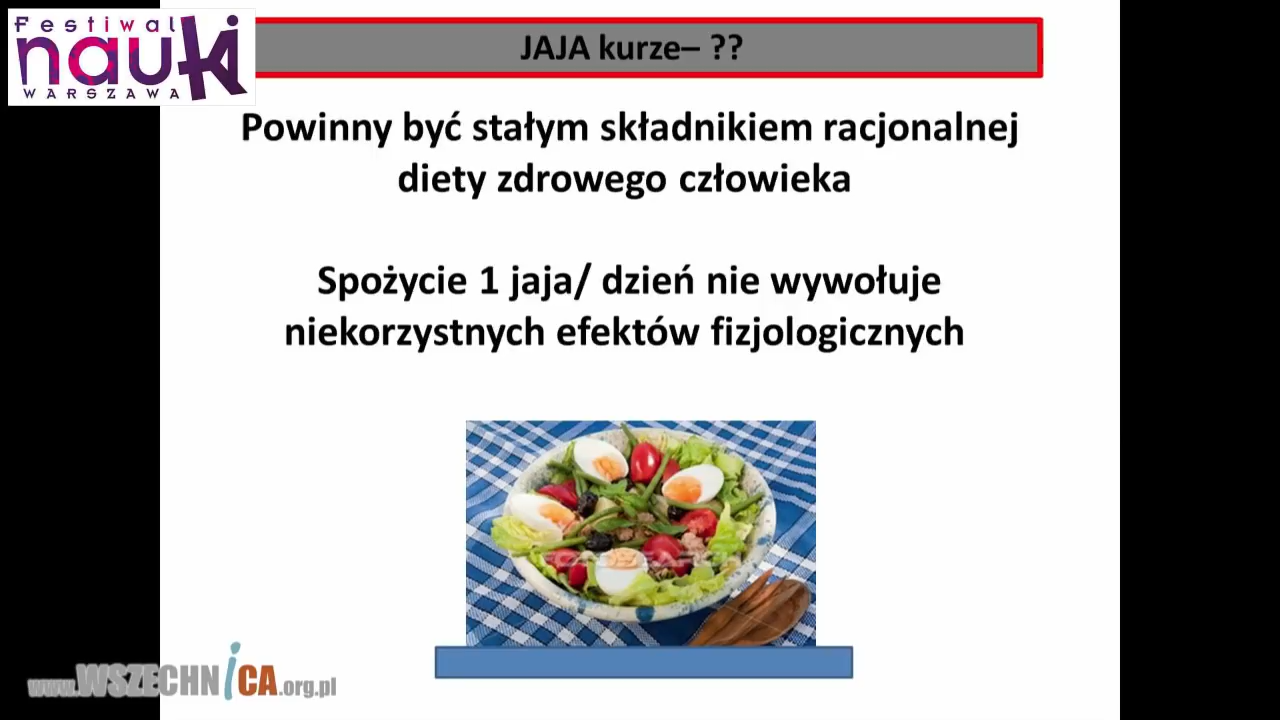 Festiwal
nauki
WARSZAWA
JAJA kurze– ??
Powinny być stałym składnikiem racjonalnej
diety zdrowego człowieka
Spożycie 1 jaja/ dzień nie wywołuje
niekorzystnych efektów fizjologicznych
www.WSZECHNiCA.org.pl